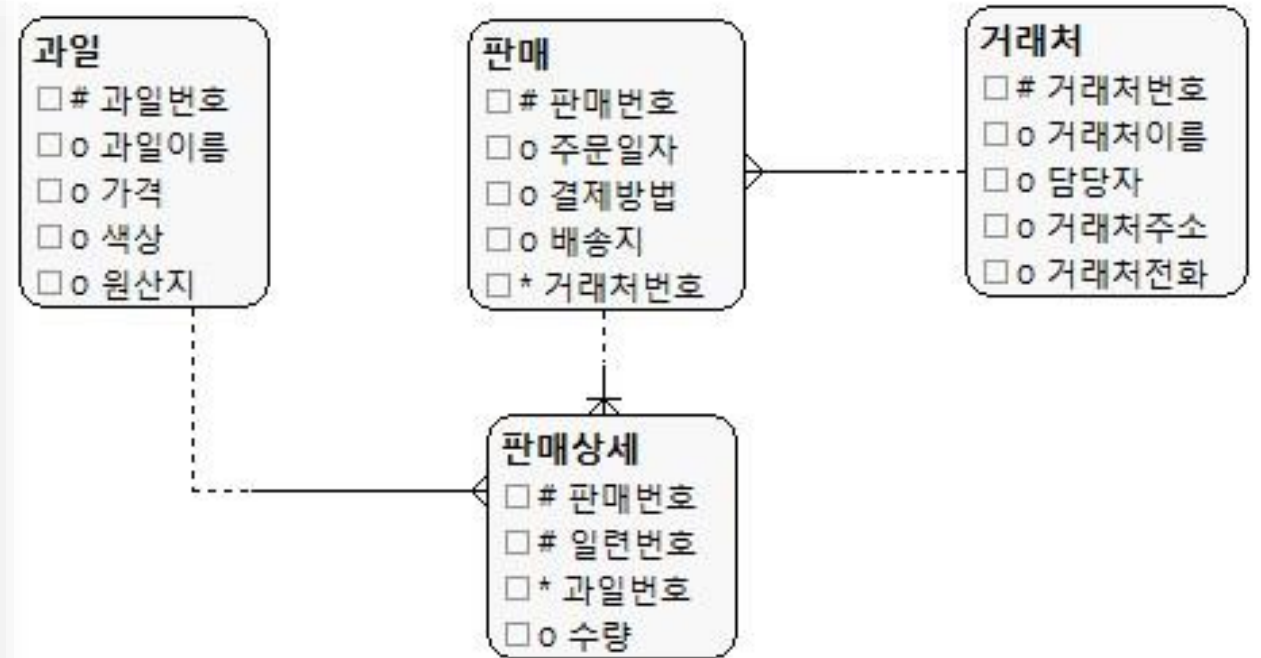 과일
# 과일번호
o 과일이름
o 가격
o 색상
o 원산지
판매
# 판매번호
o 주문일자
o 결제방법
o 배송지
* 거래처번호
거래처
# 거래처번호
o 거래처이름
o 담당자
o 거래처주소
o 거래처전화
판매상세
# 판매번호
# 일련번호
* 과일번호
o 수량